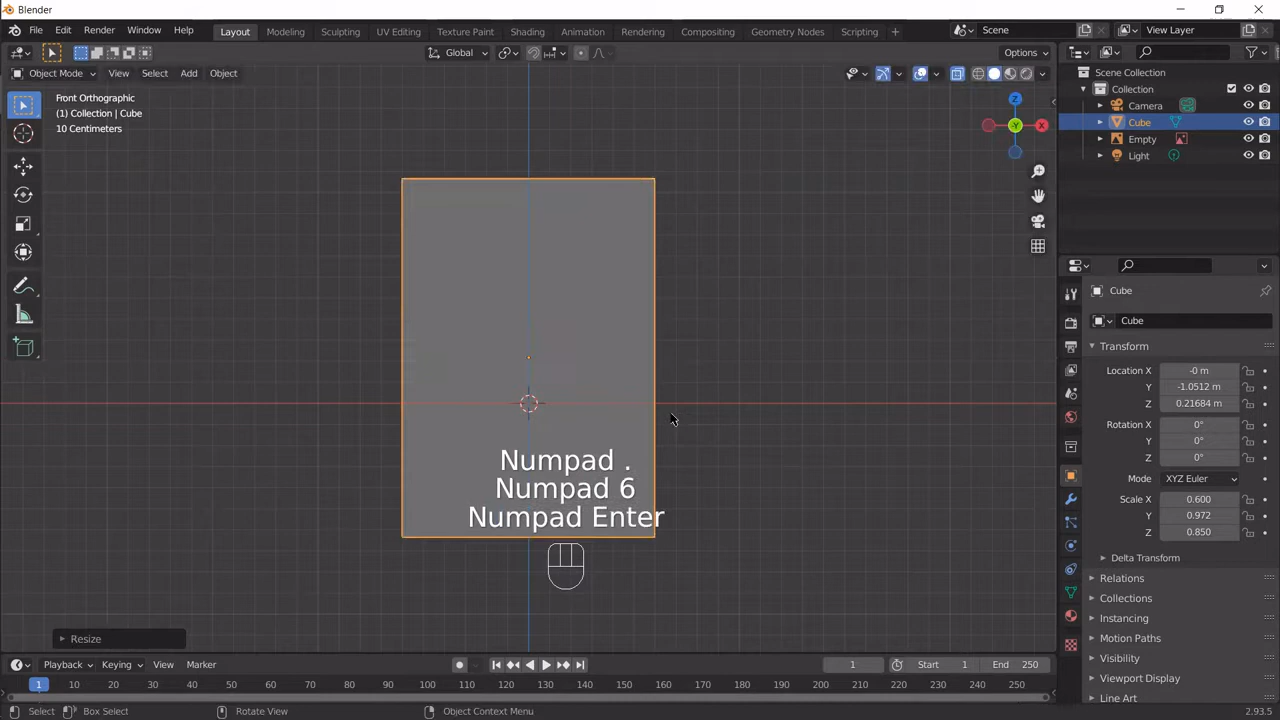 Blender
File Edit Render Window Help Layout Modeling Sculpting UV Editing Texture Paint Shading Animation Rendering Compositing Geometry Nodes Scripting + Scene View Layer
Global Options
Object Mode View Select Add Object
Front Orthographic
(1) Collection | Cube
10 Centimeters
Z
X
-Y
Numpad .
Numpad 6
Numpad Enter
Resize
Scene Collection
Collection
Camera
Cube
Empty
Light
Cube
Cube
Transform
Location X -0 m
Y -1.0512 m
Z 0.21684 m
Rotation X 0°
Y 0°
Z 0°
Mode XYZ Euler
Scale X 0.600
Y 0.972
Z 0.850
Delta Transform
Relations
Collections
Instancing
Motion Paths
Visibility
Viewport Display
Line Art
Playback Keying View Marker 1 Start 1 End 250
1 10 20 30 40 50 60 70 80 90 100 110 120 130 140 150 160 170 180 190 200 210 220 230 240 250
Select Box Select Rotate View Object Context Menu 2.93.5